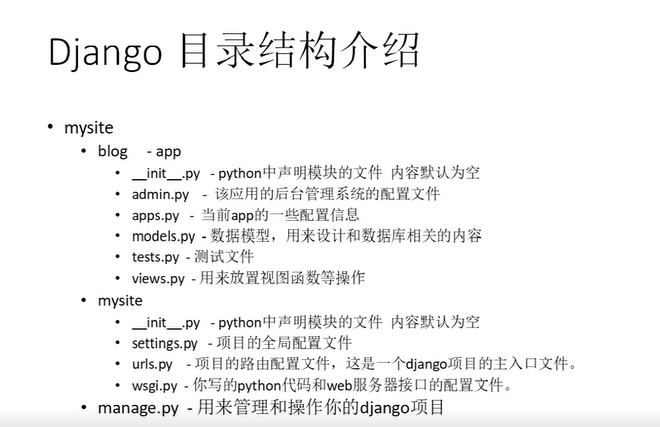 Django 目录结构介绍
• mysite
• blog - app
• __init__.py - python中声明模块的文件 内容默认为空
• admin.py - 该应用的后台管理系统的配置文件
• apps.py - 当前app的一些配置信息
• models.py - 数据模型，用来设计和数据库相关的内容
• tests.py - 测试文件
• views.py - 用来放置视图函数等操作
• mysite
• __init__.py - python中声明模块的文件 内容默认为空
• settings.py - 项目的全局配置文件
• urls.py - 项目的路由配置文件，这是一个django项目的主入口文件。
• wsgi.py - 你写的python代码和web服务器接口的配置文件。
• manage.py - 用来管理和操作你的django项目